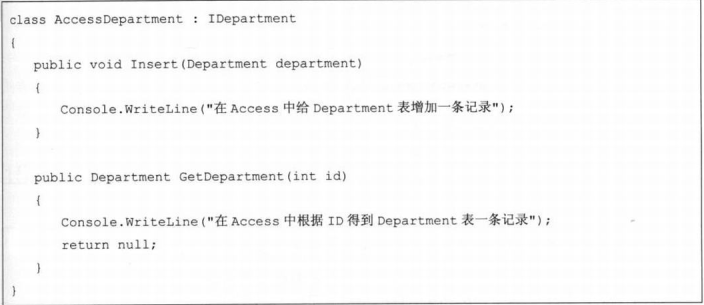 class AccessDepartment : IDepartment
{
public void Insert(Department department)
{
Console.WriteLine("在 Access 中给 Department 表增加一条记录");
}
public Department GetDepartment(int id)
{
Console.WriteLine("在 Access 中根据 ID 得到 Department 表一条记录");
return null;
}
}